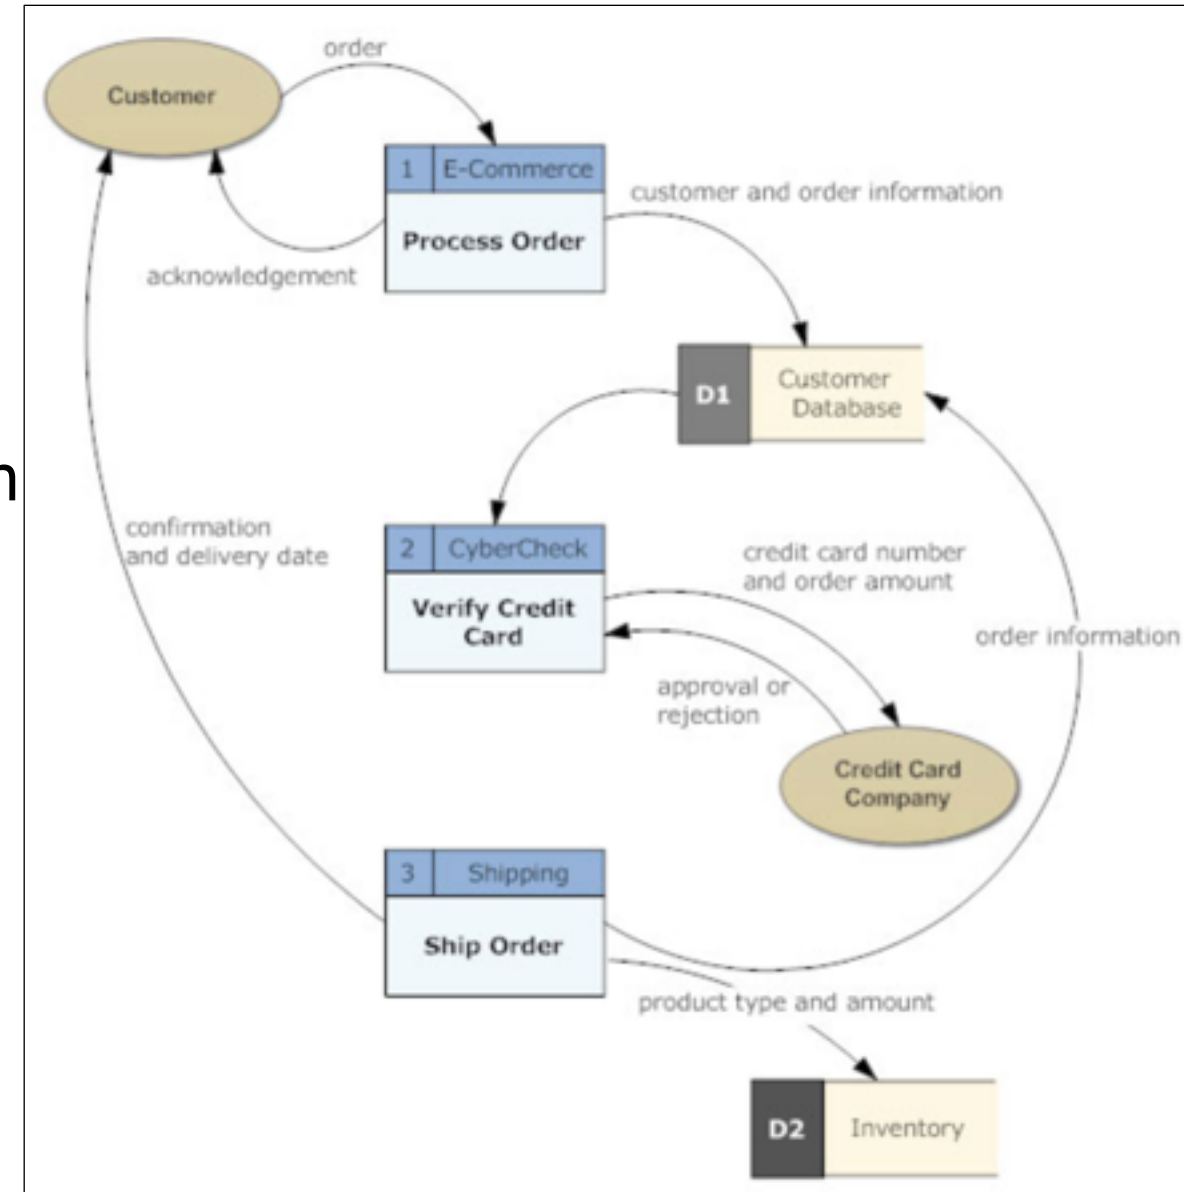 order
Customer
1 E-Commerce
Process Order
customer and order information
acknowledgement
D1
Customer
Database
n
confirmation
and delivery date
2 CyberCheck
Verify Credit
Card
credit card number
and order amount
order information
approval or
rejection
Credit Card
Company
3 Shipping
Ship Order
product type and amount
D2 Inventory